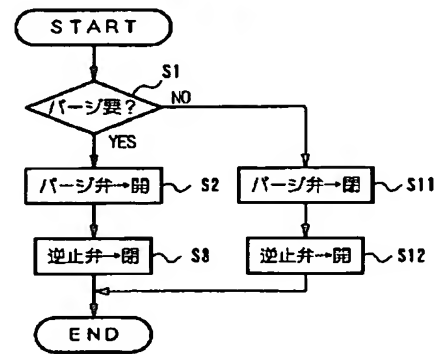 START
S1
パージ要?
NO
YES
パージ弁→開
S2
パージ弁→閉
S11
逆止弁→閉
S3
逆止弁→開
S12
END